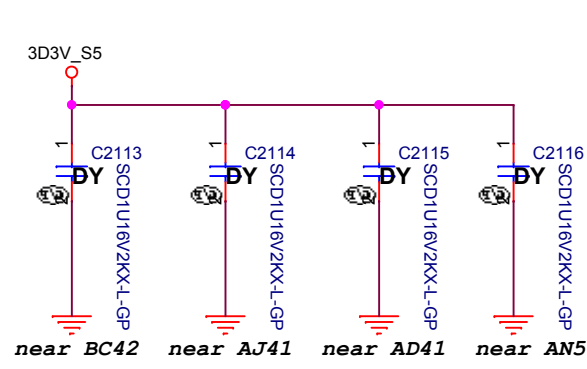 3D3V_S5
1
C2113
DY
SCD1U16V2KX-L-GP
1
C2114
DY
SCD1U16V2KX-L-GP
1
C2115
DY
SCD1U16V2KX-L-GP
1
C2116
DY
SCD1U16V2KX-L-GP
near BC42
near AJ41
near AD41
near AN5